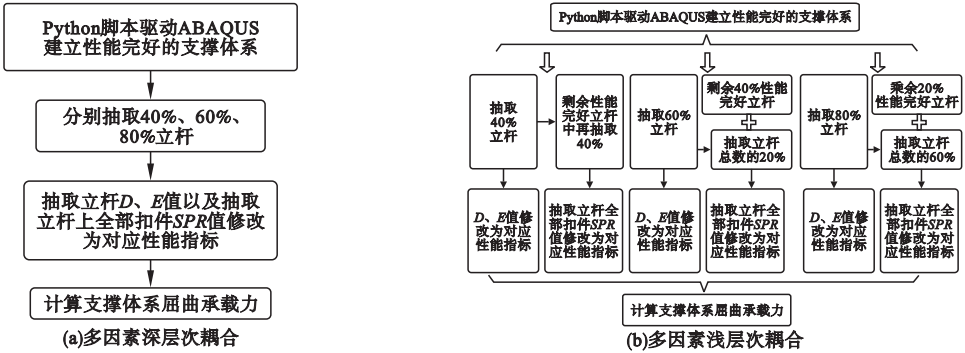 Python脚本驱动ABAQUS
建立性能完好的支撑体系
分别抽取40%、60%、
80%立杆
抽取立杆D、E值以及抽取
立杆上全部扣件SPR值修改
为对应性能指标
计算支撑体系屈曲承载力
(a)多因素深层次耦合
Python脚本驱动ABAQUS建立性能完好的支撑体系
抽取
40%
立杆
剩余性能
完好立杆
中再抽取
40%
抽取60%
立杆
剩余40%性能
完好立杆
抽取立杆
总数的20%
抽取80%
立杆
乘余20%
性能完好立杆
抽取立杆
总数的60%
D、E值修
改为对应
性能指标
抽取立杆全
部扣件SPR
值修改为对
应性能指标
D、E值修
改为对应
性能指标
抽取立杆全
部扣件SPR
值修改为对
应性能指标
D、E值修
改为对应
性能指标
抽取立杆全
部扣件SPR
值修改为对
应性能指标
计算支撑体系屈曲承载力
(b)多因素浅层次耦合